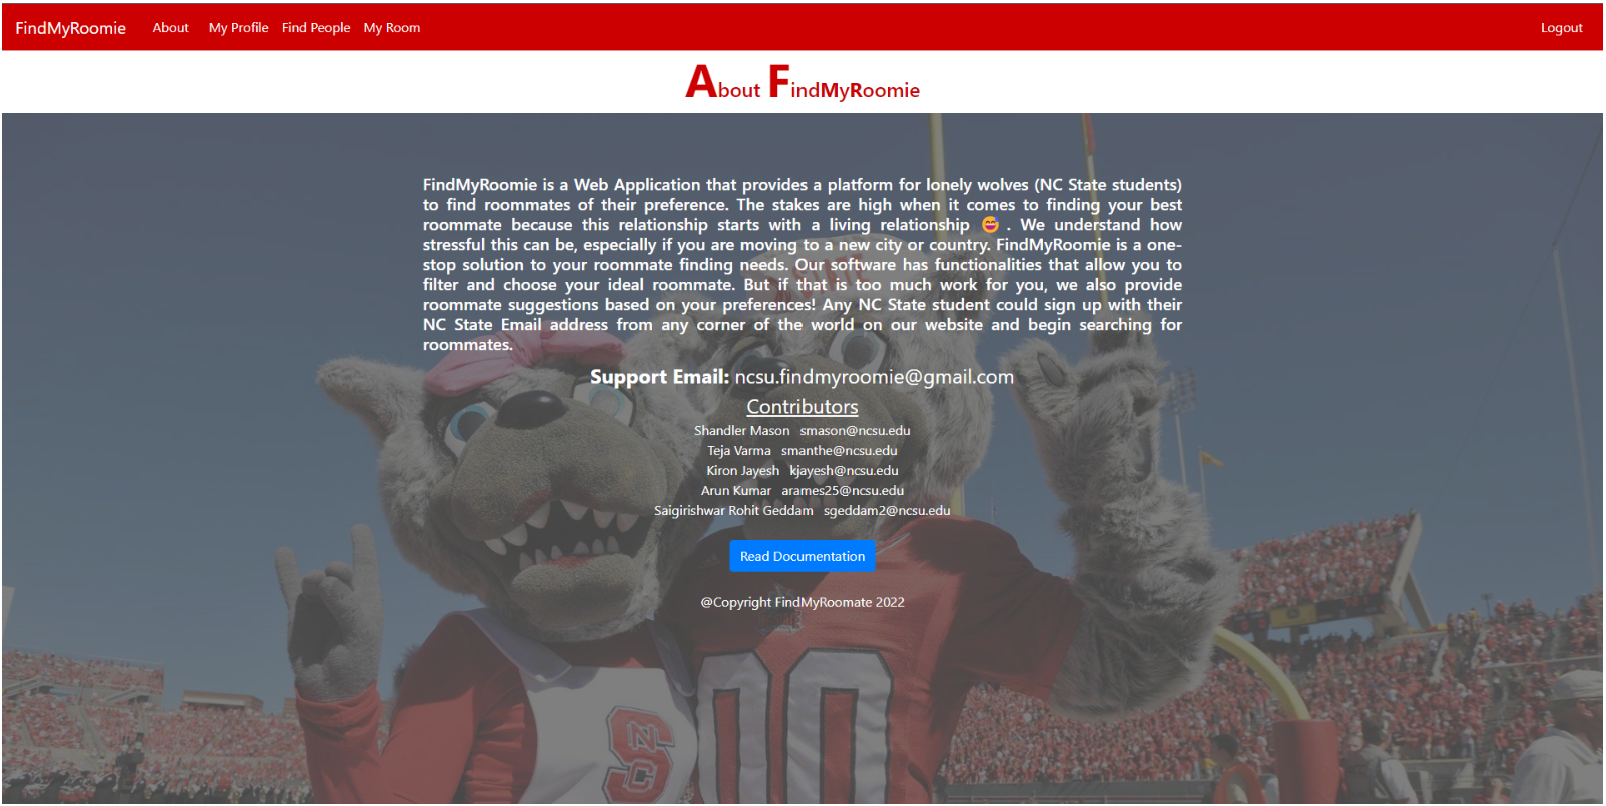 FindMyRoomie About My Profile Find People My Room Logout
About FindMyRoomie
FindMyRoomie is a Web Application that provides a platform for lonely wolves (NC State students)
to find roommates of their preference. The stakes are high when it comes to finding your best
roommate because this relationship starts with a living relationship 😅 . We understand how
stressful this can be, especially if you are moving to a new city or country. FindMyRoomie is a one-
stop solution to your roommate finding needs. Our software has functionalities that allow you to
filter and choose your ideal roommate. But if that is too much work for you, we also provide
roommate suggestions based on your preferences! Any NC State student could sign up with their
NC State Email address from any corner of the world on our website and begin searching for
roommates.
Support Email: ncsu.findmyroomie@gmail.com
Contributors
Shandler Mason smason@ncsu.edu
Teja Varma smanthe@ncsu.edu
Kiron Jayesh kjayesh@ncsu.edu
Arun Kumar arames25@ncsu.edu
Saigirishwar Rohit Geddam sgeddam2@ncsu.edu
Read Documentation
@Copyright FindMyRoomate 2022
STATE
NCS
00